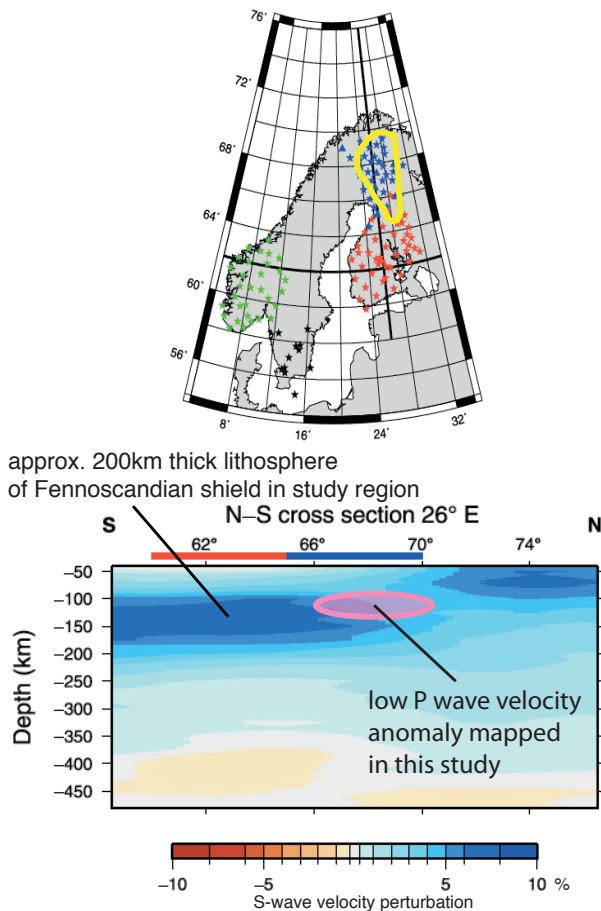 76˚
72˚
68˚
64˚
60˚
56˚
8˚
16˚
24˚
32˚
approx. 200km thick lithosphere
of Fennoscandian shield in study region
S
N–S cross section 26° E
N
62°
66°
70°
74°
−50
−100
−150
−200
−250
−300
−350
−400
−450
Depth (km)
low P wave velocity
anomaly mapped
in this study
−10
−5
5
10 %
S-wave velocity perturbation